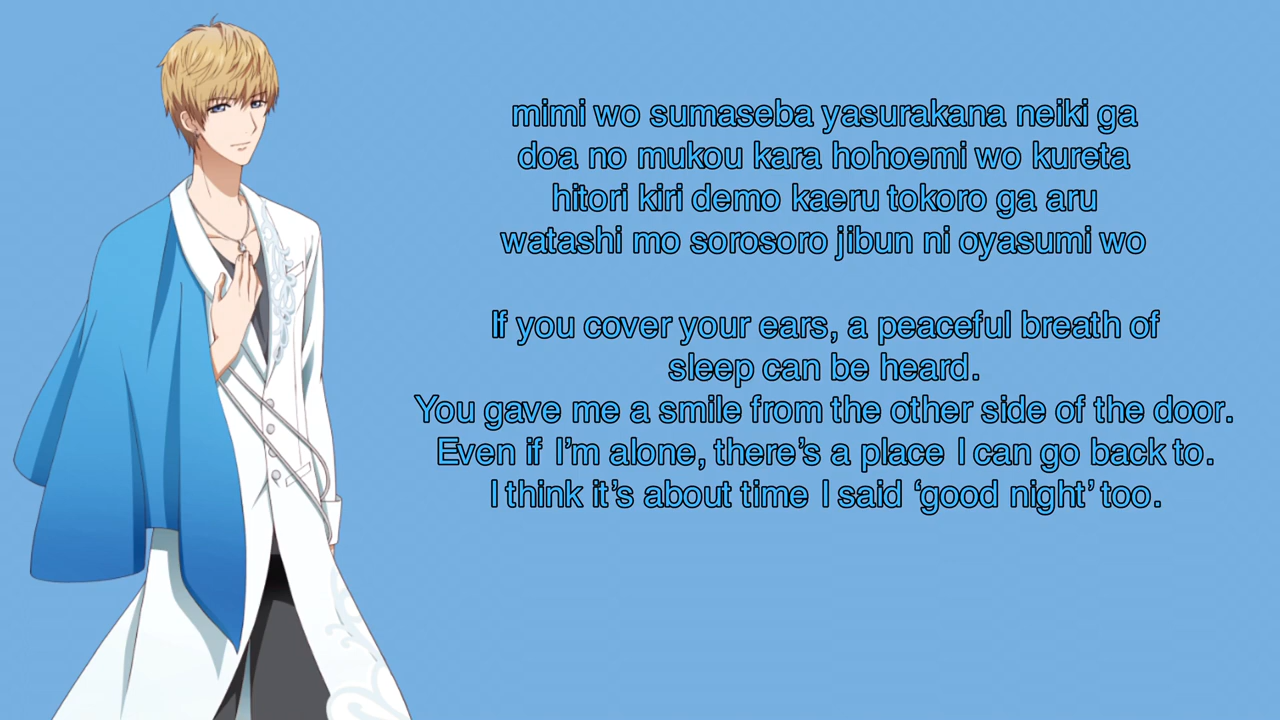 mimi wo sumaseba yasurakana neiki ga
doa no mukou kara hohoemi wo kureta
hitori kiri demo kaeru tokoro ga aru
watashi mo sorosoro jibun ni oyasumi wo
If you cover your ears, a peaceful breath of
sleep can be heard.
You gave me a smile from the other side of the door.
Even if I’m alone, there’s a place I can go back to.
I think it’s about time I said ‘good night’ too.